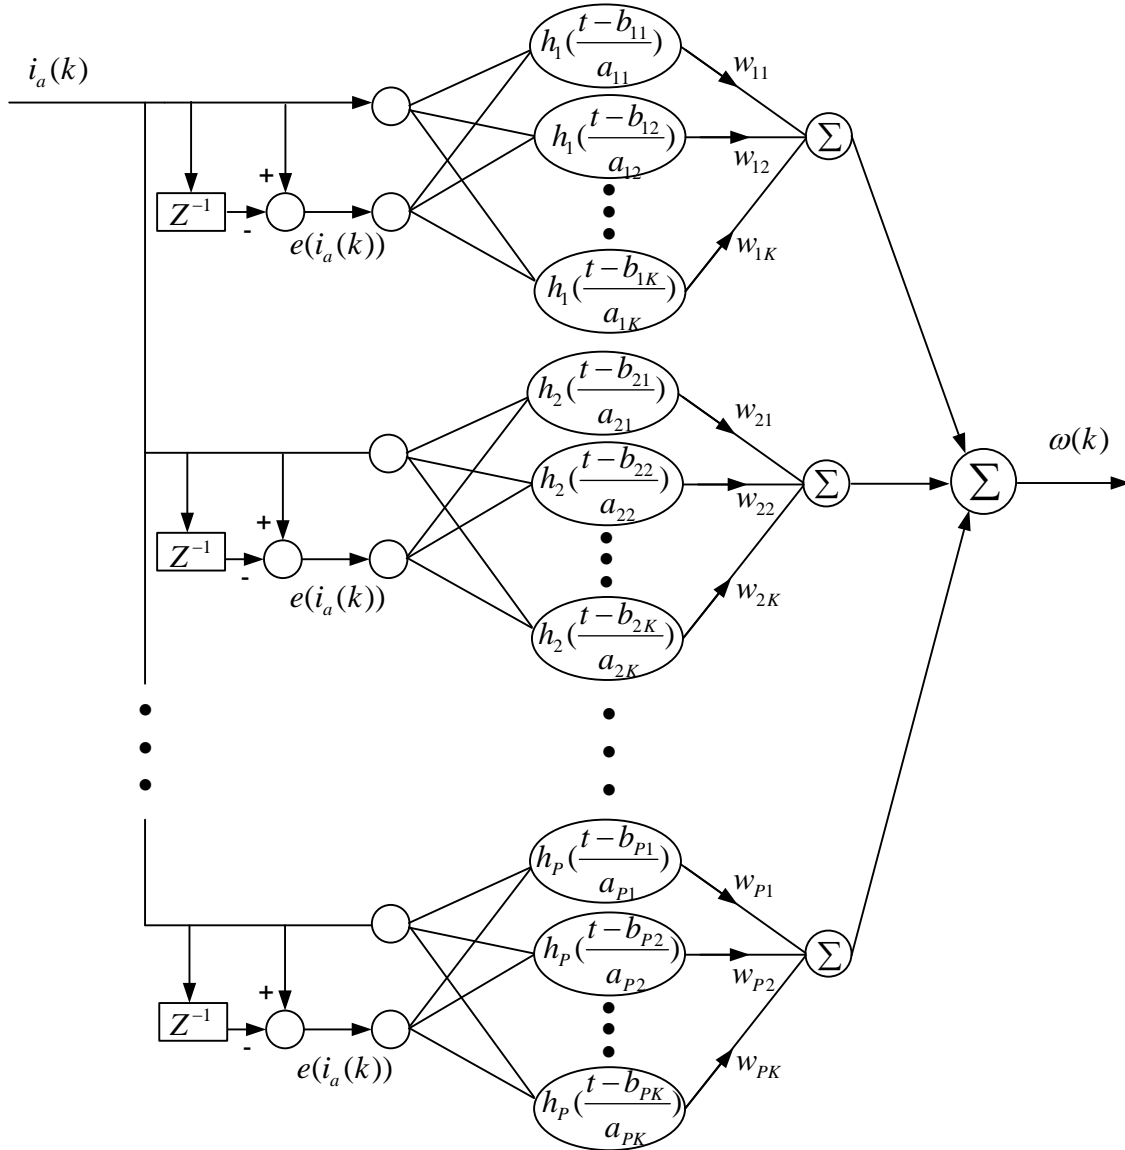 i_a(k)
h_1((t-b_11)/a_11)
w_11
h_1((t-b_12)/a_12)
w_12
Σ
+
Z^-1
-
e(i_a(k))
h_1((t-b_1K)/a_1K)
w_1K
h_2((t-b_21)/a_21)
w_21
h_2((t-b_22)/a_22)
w_22
Σ
Σ
ω(k)
+
Z^-1
-
e(i_a(k))
h_2((t-b_2K)/a_2K)
w_2K
h_P((t-b_P1)/a_P1)
w_P1
h_P((t-b_P2)/a_P2)
w_P2
Σ
+
Z^-1
-
e(i_a(k))
h_P((t-b_PK)/a_PK)
w_PK